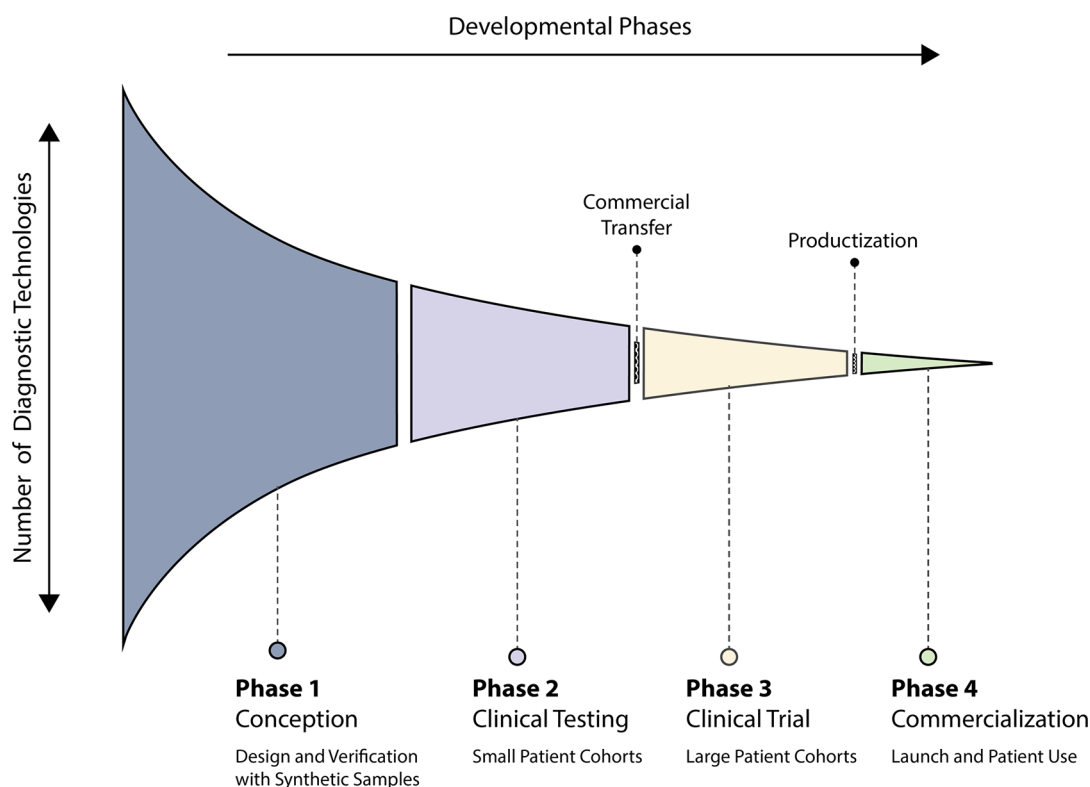 Developmental Phases
Number of Diagnostic Technologies
Commercial
Transfer
Productization
Phase 1
Conception
Design and Verification
with Synthetic Samples
Phase 2
Clinical Testing
Small Patient Cohorts
Phase 3
Clinical Trial
Large Patient Cohorts
Phase 4
Commercialization
Launch and Patient Use